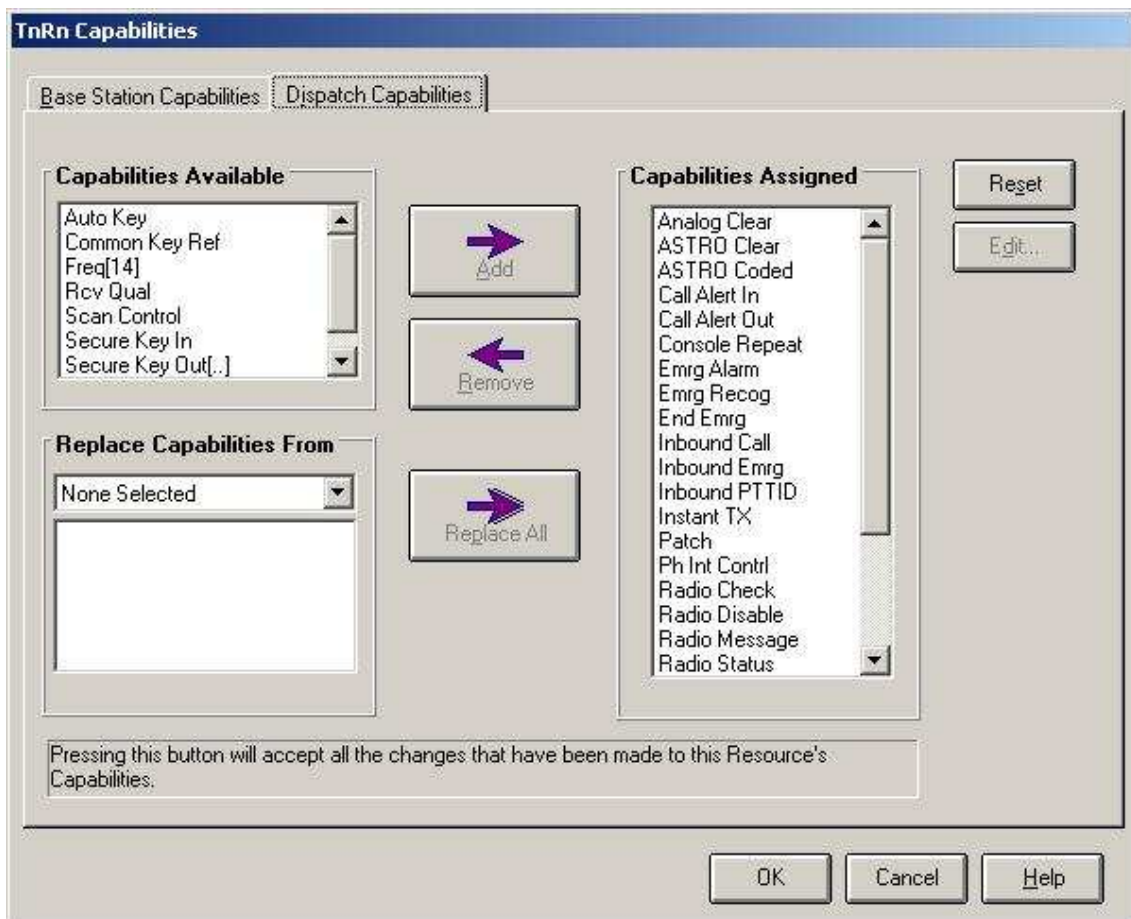 TnRn Capabilities
Base Station Capabilities
Dispatch Capabilities
Capabilities Available
Auto Key
Common Key Ref
Freq[14]
Rcv Qual
Scan Control
Secure Key In
Secure Key Out[..]
Add
Remove
Replace Capabilities From
None Selected
Replace All
Capabilities Assigned
Analog Clear
ASTRO Clear
ASTRO Coded
Call Alert In
Call Alert Out
Console Repeat
Emrg Alarm
Emrg Recog
End Emrg
Inbound Call
Inbound Emrg
Inbound PTTID
Instant TX
Patch
Ph Int Contrl
Radio Check
Radio Disable
Radio Message
Radio Status
Reset
Edit...
Pressing this button will accept all the changes that have been made to this Resource's
Capabilities.
OK
Cancel
Help